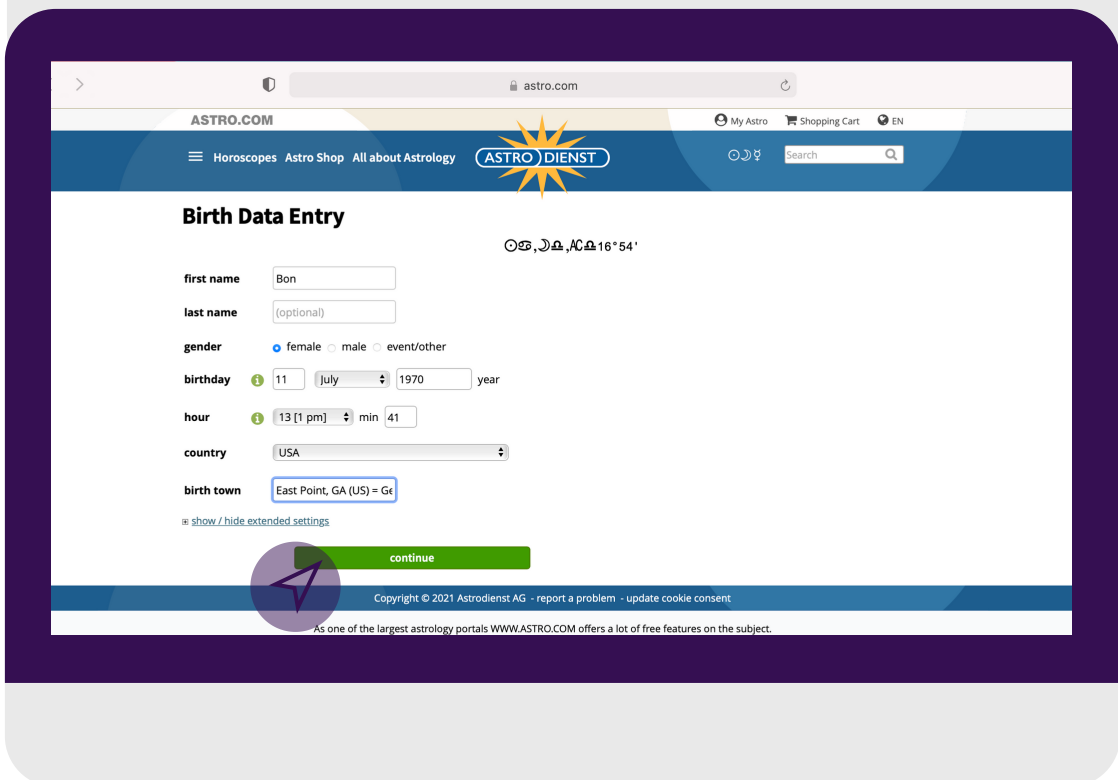 astro.com
ASTRO.COM
My Astro Shopping Cart EN
Horoscopes Astro Shop All about Astrology ASTRO DIENST ☉☽☿ Search
Birth Data Entry
☉♋,☽♎,AC♎16°54'
first name Bon
last name (optional)
gender female male event/other
birthday 11 July 1970 year
hour 13 [1 pm] min 41
country USA
birth town East Point, GA (US) = Ge
show / hide extended settings
continue
Copyright © 2021 Astrodienst AG - report a problem - update cookie consent
As one of the largest astrology portals WWW.ASTRO.COM offers a lot of free features on the subject.